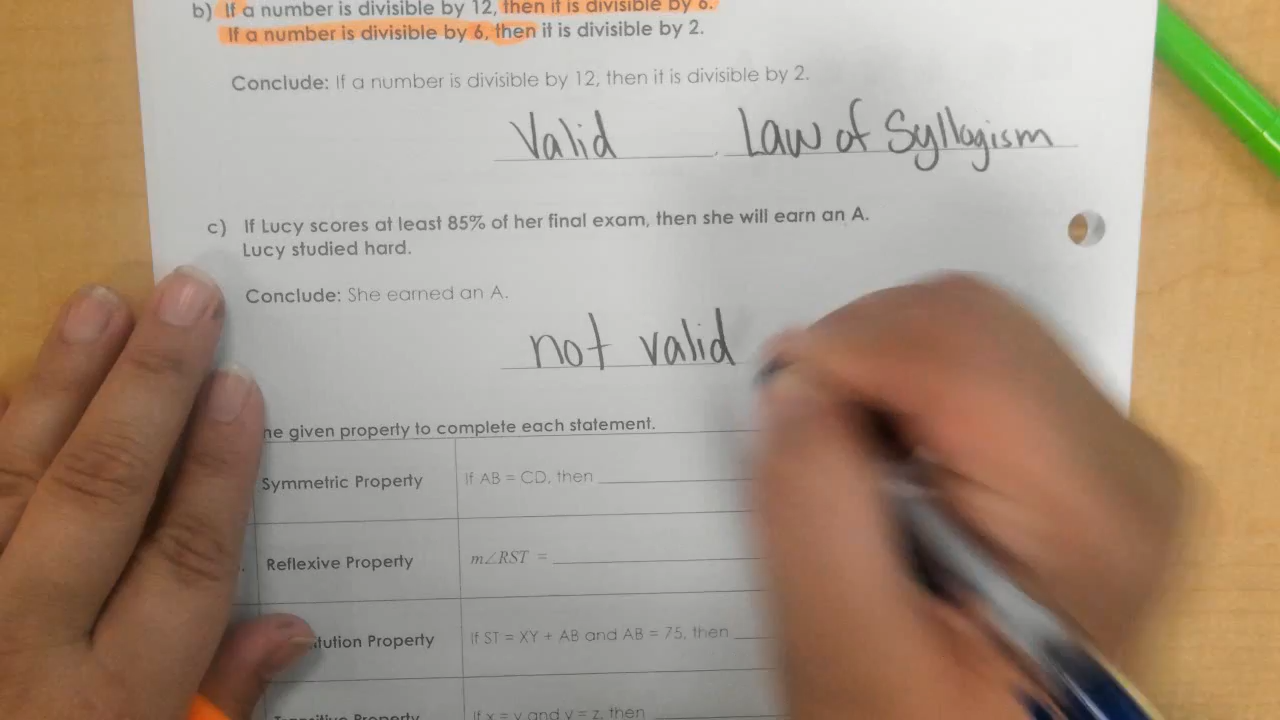 b) If a number is divisible by 12, then it is divisible by 6.
If a number is divisible by 6, then it is divisible by 2.
Conclude: If a number is divisible by 12, then it is divisible by 2.
Valid Law of Syllogism
c) If Lucy scores at least 85% of her final exam, then she will earn an A.
Lucy studied hard.
Conclude: She earned an A.
not valid
given property to complete each statement.
Symmetric Property If AB = CD, then
Reflexive Property m∠RST =
Property If ST = XY + AB and AB = 75, then
Property If x = y and y = z, then